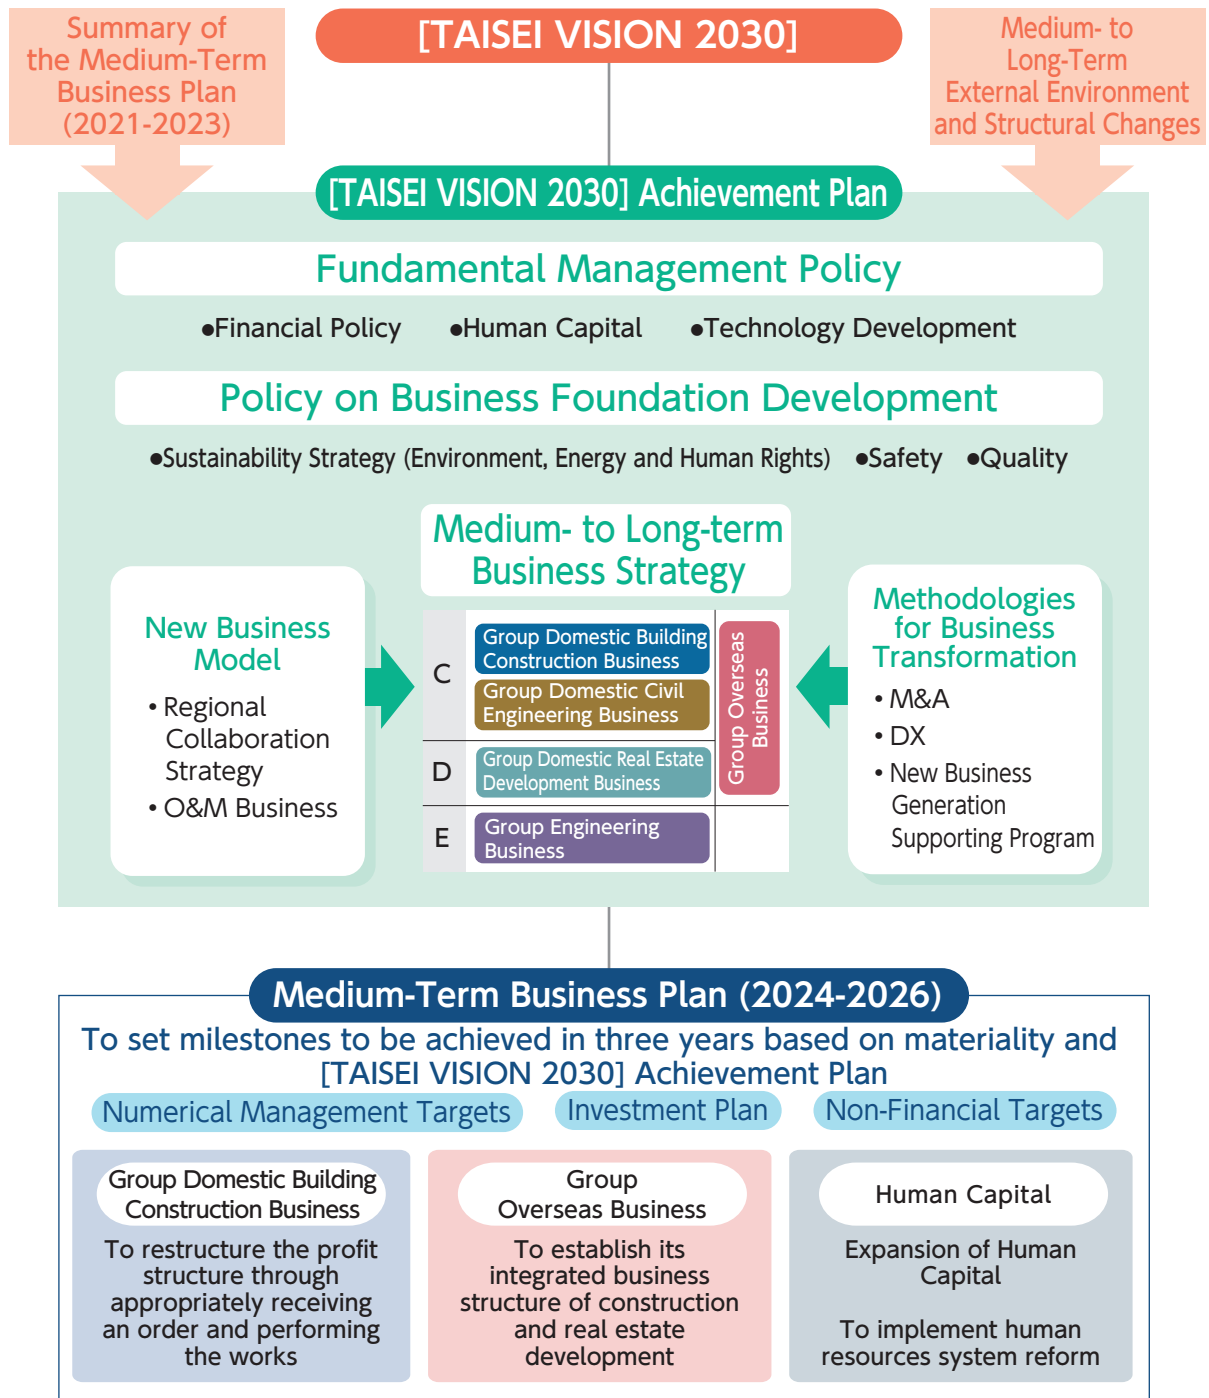 Summary of
the Medium-Term
Business Plan
(2021-2023)
[TAISEI VISION 2030]
Medium- to
Long-Term
External Environment
and Structural Changes
[TAISEI VISION 2030] Achievement Plan
Fundamental Management Policy
●Financial Policy ●Human Capital ●Technology Development
Policy on Business Foundation Development
●Sustainability Strategy (Environment, Energy and Human Rights) ●Safety ●Quality
Medium- to Long-term
Business Strategy
New Business
Model
• Regional
Collaboration
Strategy
• O&M Business
C
Group Domestic Building
Construction Business
Group Domestic Civil
Engineering Business
D
Group Domestic Real Estate
Development Business
E
Group Engineering
Business
Group Overseas
Business
Methodologies
for Business
Transformation
• M&A
• DX
• New Business
Generation
Supporting Program
Medium-Term Business Plan (2024-2026)
To set milestones to be achieved in three years based on materiality and
[TAISEI VISION 2030] Achievement Plan
Numerical Management Targets
Investment Plan
Non-Financial Targets
Group Domestic Building
Construction Business
To restructure the profit
structure through
appropriately receiving
an order and performing
the works
Group
Overseas Business
To establish its
integrated business
structure of construction
and real estate
development
Human Capital
Expansion of Human
Capital
To implement human
resources system reform